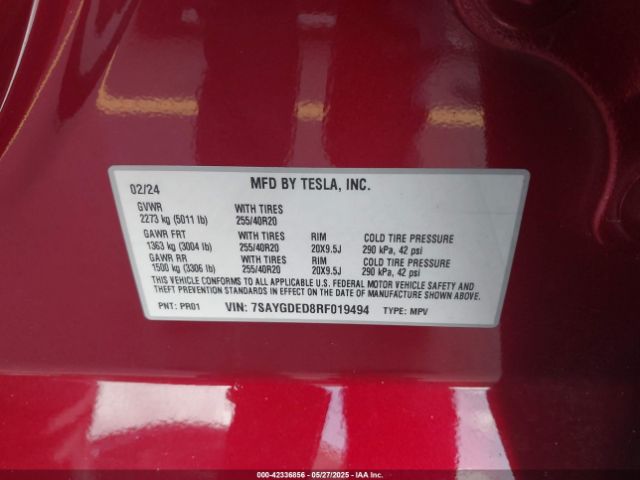 02/24 MFD BY TESLA, INC.
GVWR WITH TIRES
2273 kg (5011 lb) 255/40R20
GAWR FRT WITH TIRES RIM COLD TIRE PRESSURE
1363 kg (3004 lb) 255/40R20 20X9.5J 290 kPa, 42 psi
GAWR RR WITH TIRES RIM COLD TIRE PRESSURE
1500 kg (3306 lb) 255/40R20 20X9.5J 290 kPa, 42 psi
THIS VEHICLE CONFORMS TO ALL APPLICABLE U.S. FEDERAL MOTOR VEHICLE SAFETY AND
THEFT PREVENTION STANDARDS IN EFFECT ON THE DATE OF MANUFACTURE SHOWN ABOVE.
PNT: PR01 VIN: 7SAYGDED8RF019494 TYPE: MPV
000-42336856 - 05/27/2025 - IAA Inc.